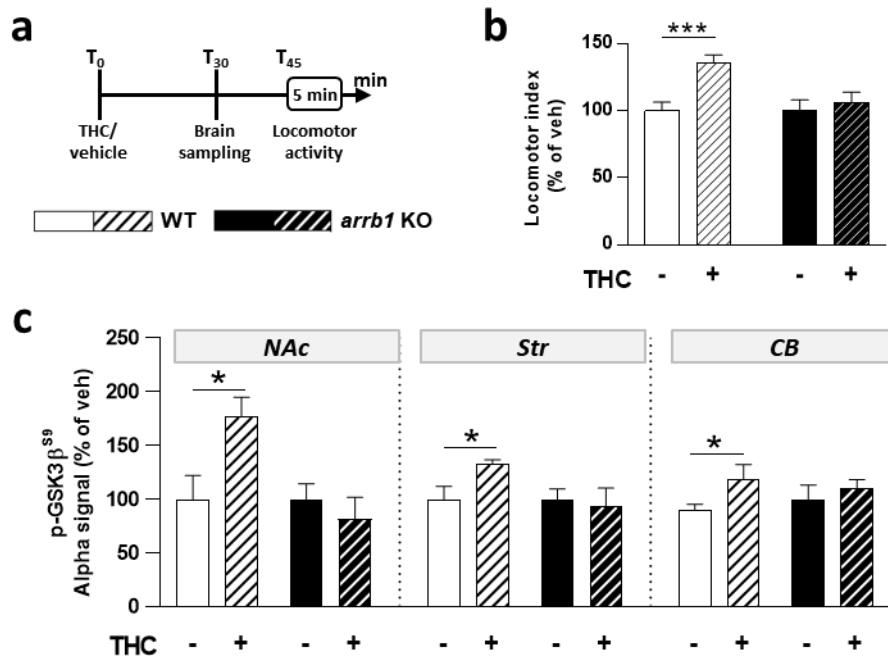 a
T0 T30 T45
min
5 min
THC/ Brain Locomotor
vehicle sampling activity
WT arrb1 KO
b
Locomotor index
(% of veh)
150
100
50
0
***
THC - + - +
c
p-GSK3β^S9
Alpha signal (% of veh)
250
200
150
100
50
0
NAc Str CB
* * *
THC - + - + - + - + - + - +